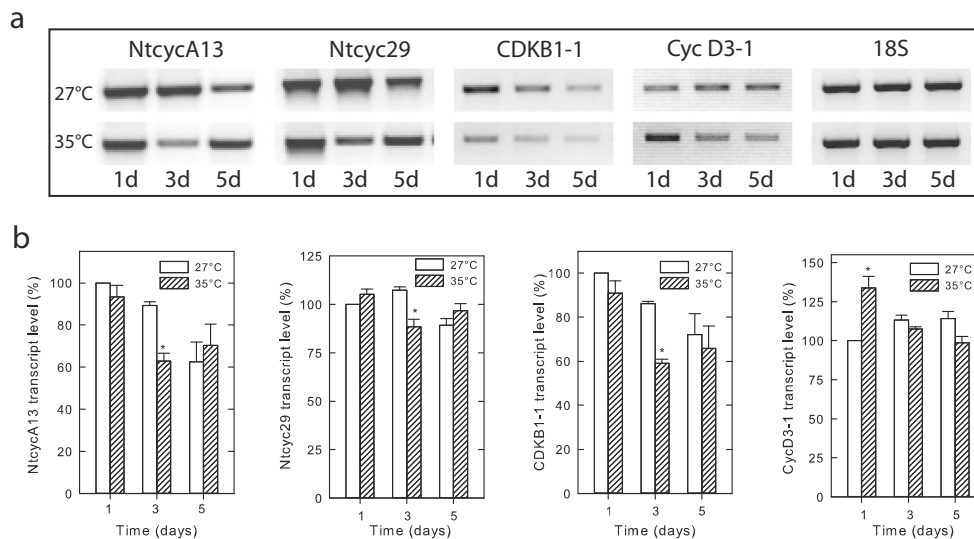 a
NtcycA13 Ntcyc29 CDKB1-1 Cyc D3-1 18S
27°C
35°C
1d 3d 5d 1d 3d 5d 1d 3d 5d 1d 3d 5d 1d 3d 5d
b
NtcycA13 transcript level (%)
100
80
60
40
20
0
27°C
35°C
*
1 3 5
Time (days)
Ntcyc29 transcript level (%)
125
100
75
50
25
0
27°C
35°C
*
1 3 5
Time (days)
CDKB1-1 transcript level (%)
100
80
60
40
20
0
27°C
35°C
*
1 3 5
Time (days)
CycD3-1 transcript level (%)
150
125
100
75
50
25
0
27°C
35°C
*
1 3 5
Time (days)